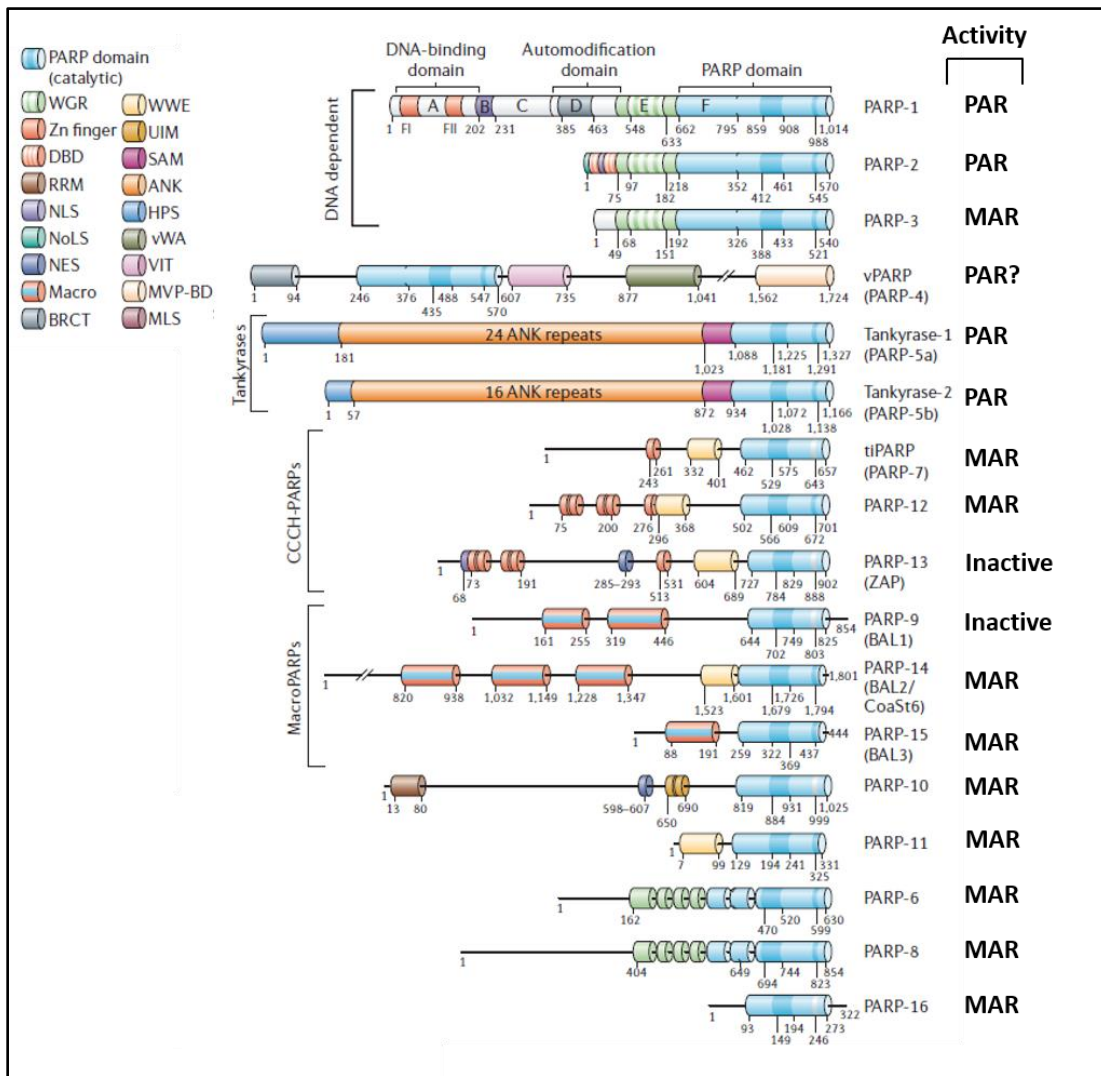 Activity
DNA-binding domain
Automodification domain
PARP domain
PARP domain (catalytic)
WGR
Zn finger
DBD
RRM
NLS
NoLS
NES
Macro
BRCT
WWE
UIM
SAM
ANK
HPS
vWA
VIT
MVP-BD
MLS
DNA dependent
A B C D E F
1 FI FII 202 231 385 463 548 633 662 795 859 908 988 1,014
PARP-1 PAR
1 75 97 182 218 352 412 461 545 570
PARP-2 PAR
1 49 68 151 192 326 388 433 521 540
PARP-3 MAR
1 94 246 376 435 488 547 570 607 735 877 1,041 1,562 1,724
vPARP (PARP-4) PAR?
Tankyrases
24 ANK repeats
1 181 1,023 1,088 1,181 1,225 1,291 1,327
Tankyrase-1 (PARP-5a) PAR
16 ANK repeats
1 57 872 934 1,028 1,072 1,138 1,166
Tankyrase-2 (PARP-5b) PAR
CCCH-PARPs
1 243 261 332 401 462 529 575 643 657
tiPARP (PARP-7) MAR
1 75 200 276 296 368 502 566 609 672 701
PARP-12 MAR
1 68 73 191 285–293 513 531 604 689 727 784 829 888 902
PARP-13 (ZAP) Inactive
MacroPARPs
1 161 255 319 446 644 702 749 803 825 854
PARP-9 (BAL1) Inactive
1 820 938 1,032 1,149 1,228 1,347 1,523 1,601 1,679 1,726 1,794 1,801
PARP-14 (BAL2/CoaSt6) MAR
1 88 191 259 322 369 437 444
PARP-15 (BAL3) MAR
1 13 80 598–607 650 690 819 884 931 999 1,025
PARP-10 MAR
1 7 99 129 194 241 325 331
PARP-11 MAR
1 162 470 520 599 630
PARP-6 MAR
1 404 649 694 744 823 854
PARP-8 MAR
1 93 149 194 246 273 322
PARP-16 MAR